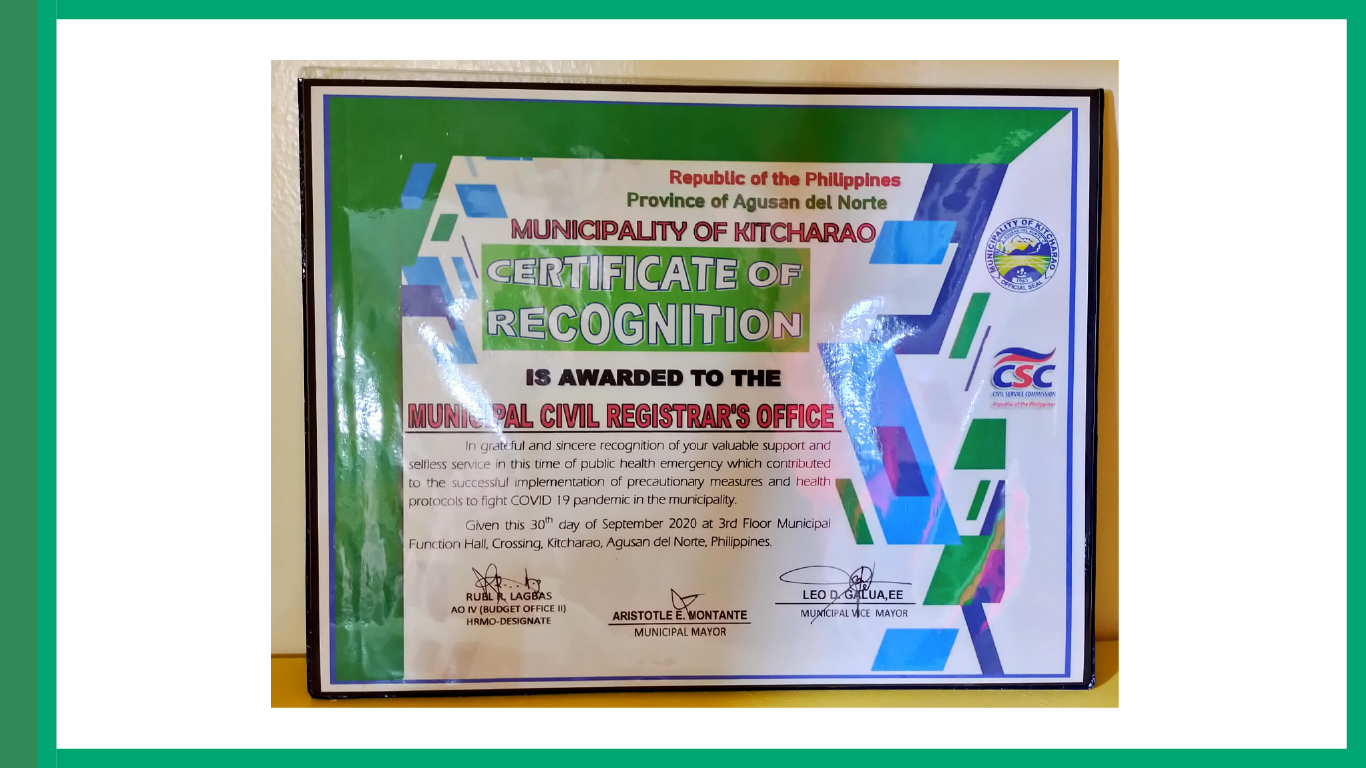 Republic of the Philippines
Province of Agusan del Norte
MUNICIPALITY OF KITCHARAO
CERTIFICATE OF
RECOGNITION
IS AWARDED TO THE
MUNICIPAL CIVIL REGISTRAR'S OFFICE
In grateful and sincere recognition of your valuable support and
selfless service in this time of public health emergency which contributed
to the successful implementation of precautionary measures and health
protocols to fight COVID 19 pandemic in the municipality.
Given this 30th day of September 2020 at 3rd Floor Municipal
Function Hall, Crossing, Kitcharao, Agusan del Norte, Philippines.
RUEL R. LAGBAS
AO IV (BUDGET OFFICE II)
HRMO-DESIGNATE
ARISTOTLE E. MONTANTE
MUNICIPAL MAYOR
LEO D. GALUA,EE
MUNICIPAL VICE MAYOR
MUNICIPALITY OF KITCHARAO
OFFICIAL SEAL
CSC
CIVIL SERVICE COMMISSION
Republic of the Philippines